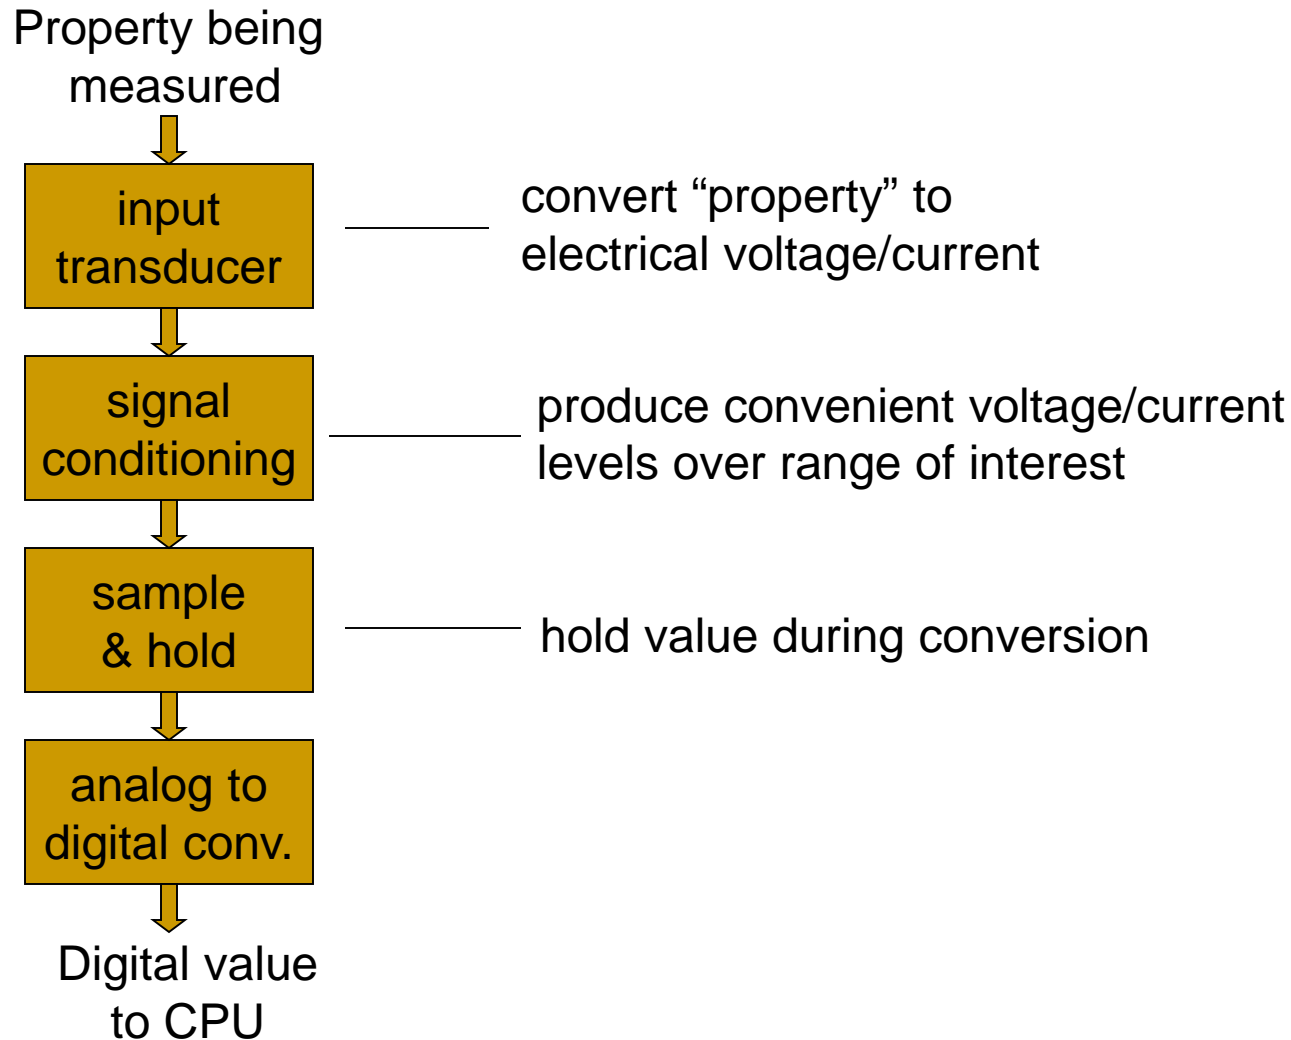 Property being
measured
input
transducer
convert “property” to
electrical voltage/current
signal
conditioning
produce convenient voltage/current
levels over range of interest
sample
& hold
hold value during conversion
analog to
digital conv.
Digital value
to CPU